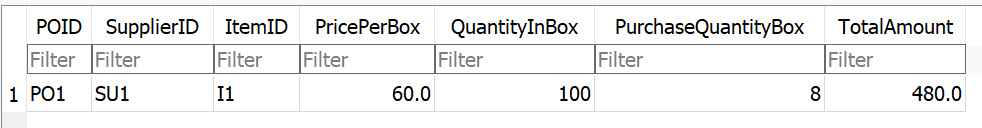 POID SupplierID ItemID PricePerBox QuantityInBox PurchaseQuantityBox TotalAmount
Filter Filter Filter Filter Filter Filter Filter
1 PO1 SU1 I1 60.0 100 8 480.0